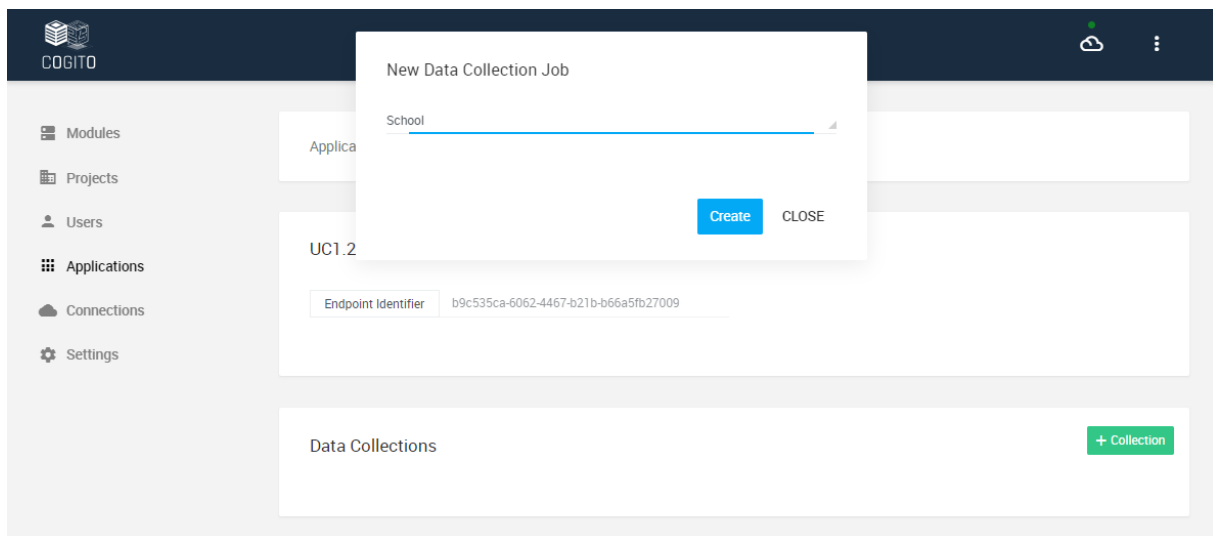 COGITO
New Data Collection Job
School
Create CLOSE
Modules
Projects
Users
Applications
Connections
Settings
Applica
UC1.2
Endpoint Identifier b9c535ca-6062-4467-b21b-b66a5fb27009
Data Collections
+ Collection